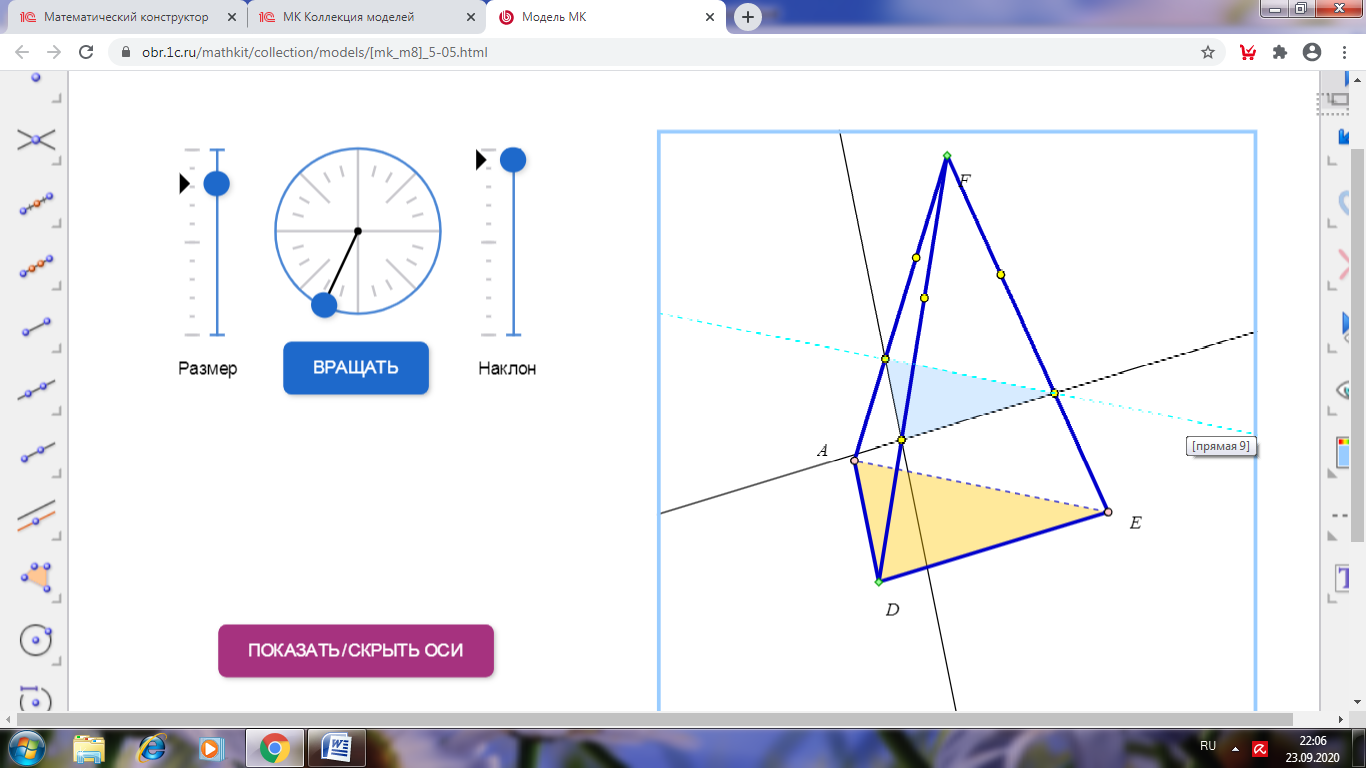 Математический конструктор
МК Коллекция моделей
Модель МК
obr.1c.ru/mathkit/collection/models/[mk_m8]_5-05.html
Размер
ВРАЩАТЬ
Наклон
ПОКАЗАТЬ/СКРЫТЬ ОСИ
F
A
[прямая 9]
E
D
T
RU
22:06
23.09.2020